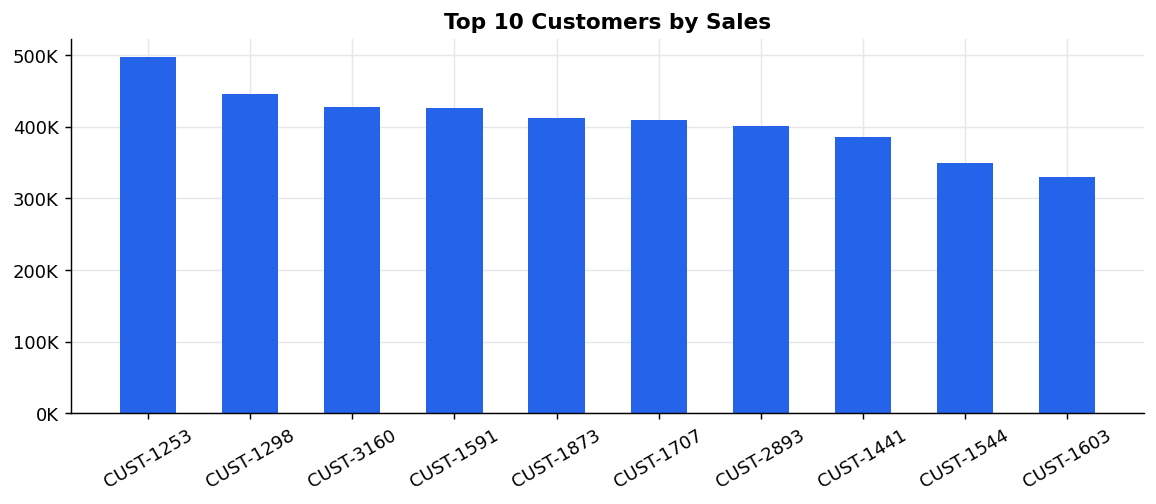 Top 10 Customers by Sales
500K
400K
300K
200K
100K
0K
CUST-1253
CUST-1298
CUST-3160
CUST-1591
CUST-1873
CUST-1707
CUST-2893
CUST-1441
CUST-1544
CUST-1603